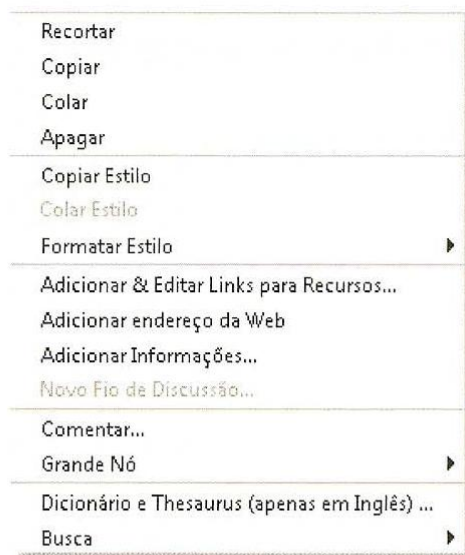 Recortar
Copiar
Colar
Apagar
Copiar Estilo
Colar Estilo
Formatar Estilo
Adicionar & Editar Links para Recursos...
Adicionar endereço da Web
Adicionar Informações...
Novo Fio de Discussão...
Comentar...
Grande Nó
Dicionário e Thesaurus (apenas em Inglês) ...
Busca